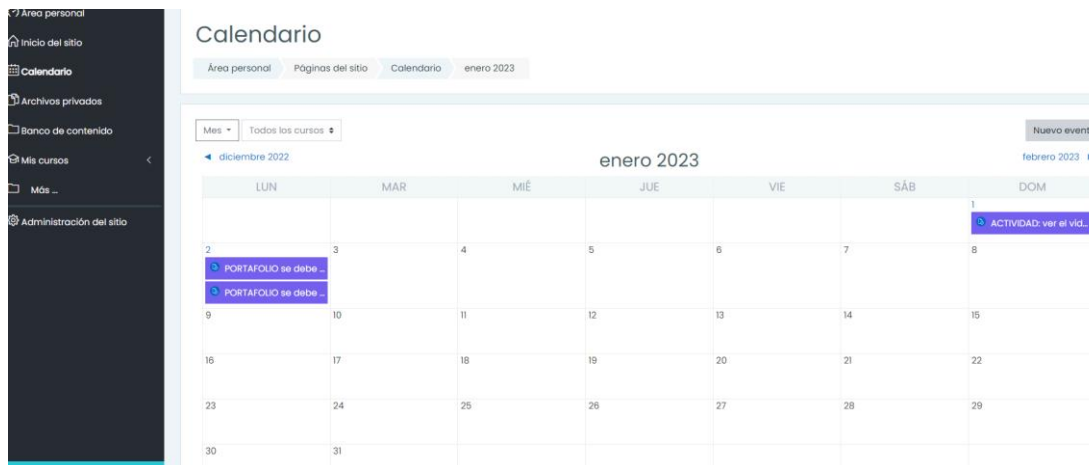 Área personal
Inicio del sitio
Calendario
Archivos privados
Banco de contenido
Mis cursos
Más ...
Administración del sitio
Calendario
Área personal Páginas del sitio Calendario enero 2023
Mes Todos los cursos Nuevo event
diciembre 2022 enero 2023 febrero 2023
LUN MAR MIÉ JUE VIE SÁB DOM
1
ACTIVIDAD: ver el vid...
2 3 4 5 6 7 8
PORTAFOLIO se debe ...
PORTAFOLIO se debe ...
9 10 11 12 13 14 15
16 17 18 19 20 21 22
23 24 25 26 27 28 29
30 31